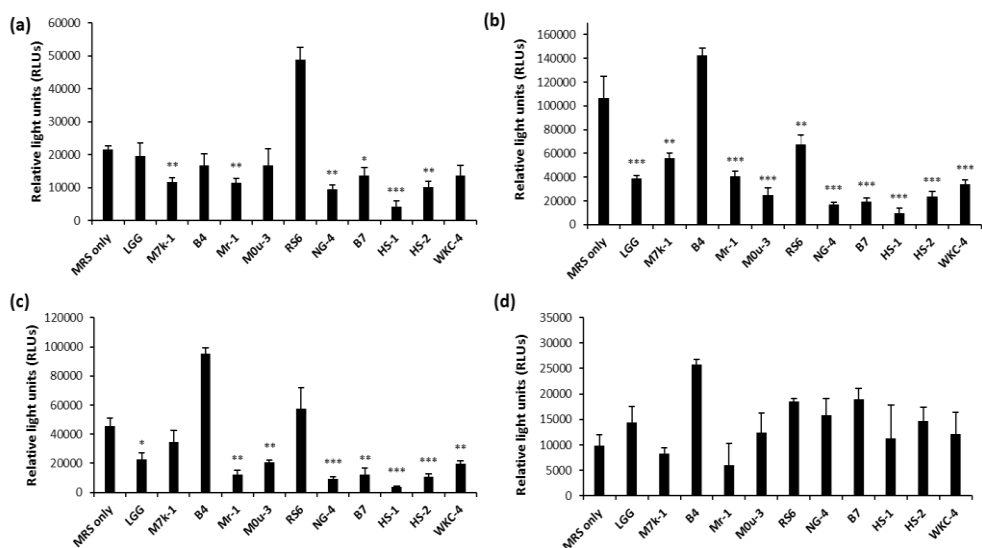 (a)
Relative light units (RLUs)
60000
50000
40000
30000
20000
10000
0
** ** ** * *** **
MRS only LGG M7k-1 B4 Mr-1 M0u-3 RS6 NG-4 B7 HS-1 HS-2 WKC-4
(b)
Relative light units (RLUs)
160000
140000
120000
100000
80000
60000
40000
20000
0
*** ** *** *** ** *** *** *** *** ***
MRS only LGG M7k-1 B4 Mr-1 M0u-3 RS6 NG-4 B7 HS-1 HS-2 WKC-4
(c)
Relative light units (RLUs)
120000
100000
80000
60000
40000
20000
0
* ** ** *** ** *** *** **
MRS only LGG M7k-1 B4 Mr-1 M0u-3 RS6 NG-4 B7 HS-1 HS-2 WKC-4
(d)
Relative light units (RLUs)
35000
30000
25000
20000
15000
10000
5000
0
MRS only LGG M7k-1 B4 Mr-1 M0u-3 RS6 NG-4 B7 HS-1 HS-2 WKC-4